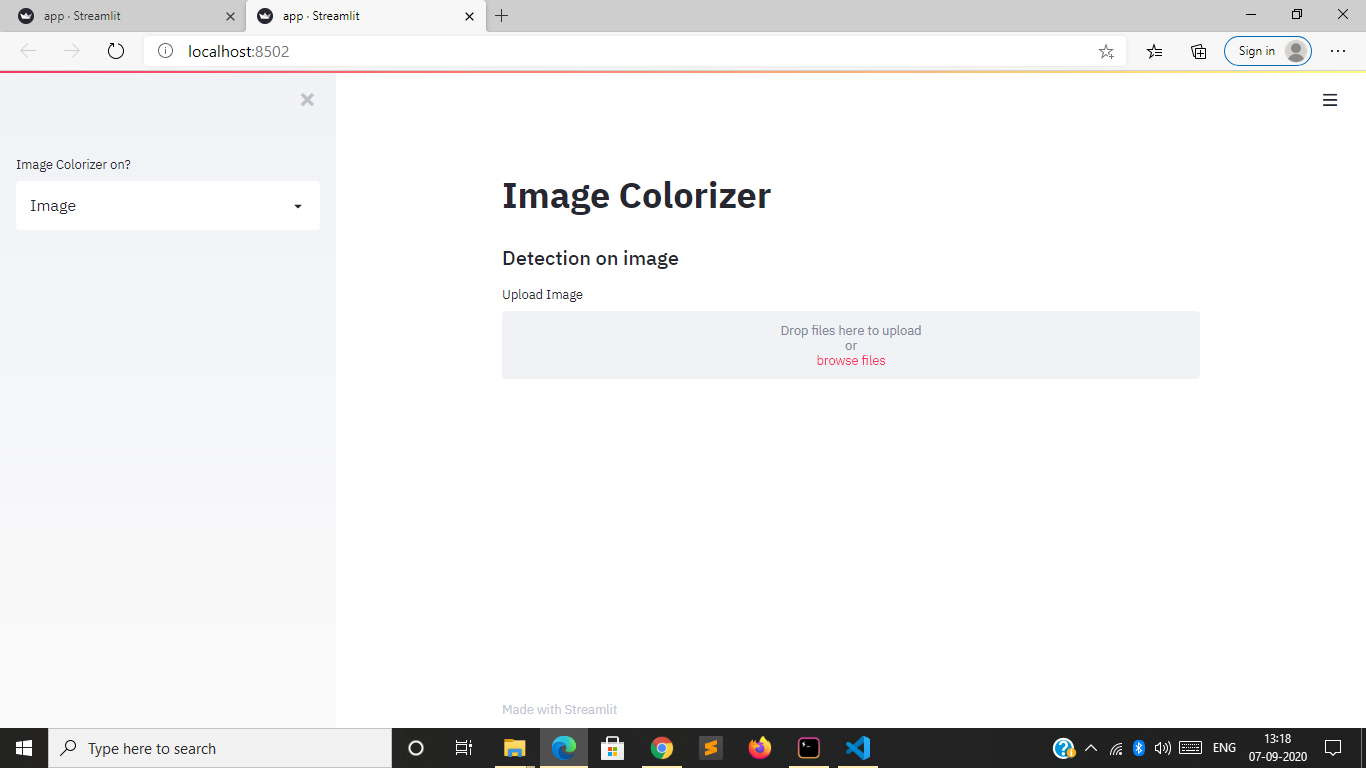 app · Streamlit
app · Streamlit
localhost:8502
Sign in
Image Colorizer on?
Image
Image Colorizer
Detection on image
Upload Image
Drop files here to upload
or
browse files
Made with Streamlit
Type here to search
ENG
13:18
07-09-2020